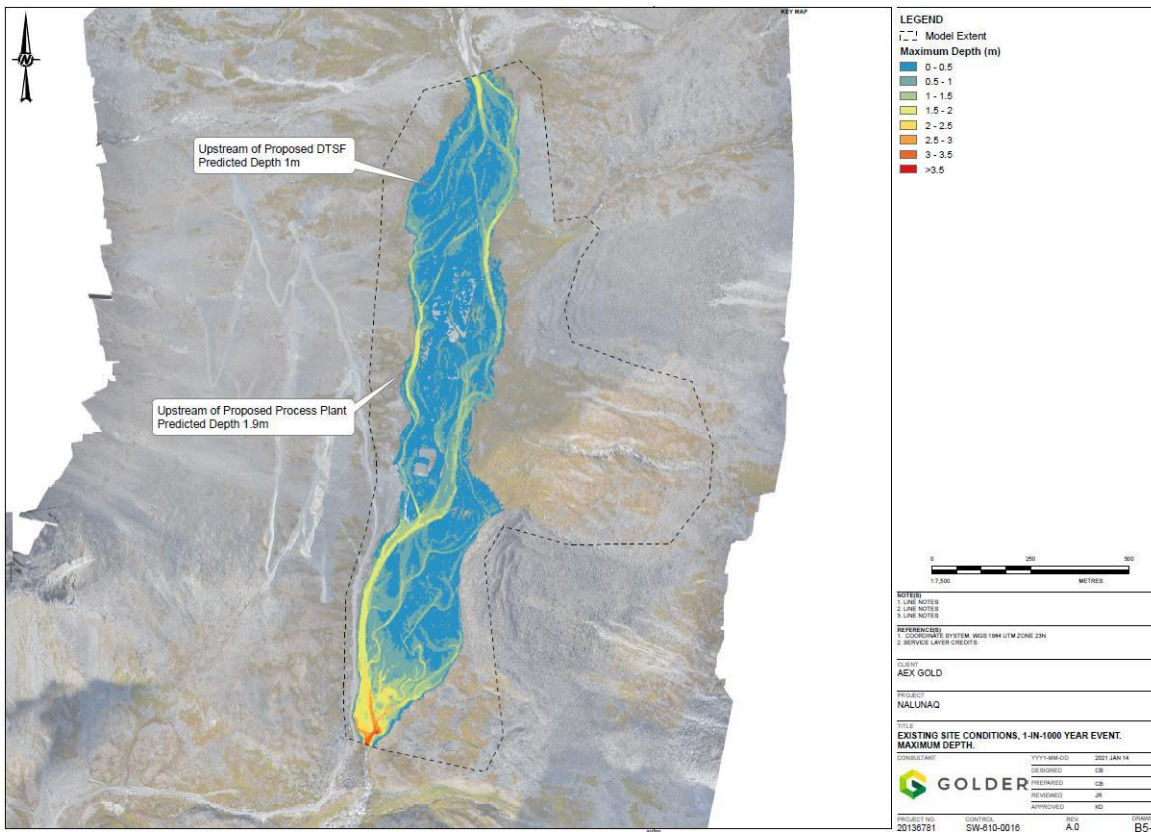 KEY MAP
N
Upstream of Proposed DTSF
Predicted Depth 1m
Upstream of Proposed Process Plant
Predicted Depth 1.9m
LEGEND
Model Extent
Maximum Depth (m)
0 - 0.5
0.5 - 1
1 - 1.5
1.5 - 2
2 - 2.5
2.5 - 3
3 - 3.5
>3.5
0 250 500
1:7,500 METRES
NOTE(S)
1. LINE NOTES
2. LINE NOTES
3. LINE NOTES
REFERENCE(S)
1. COORDINATE SYSTEM: WGS 1984 UTM ZONE 23N
2. SERVICE LAYER CREDITS:
CLIENT
AEX GOLD
PROJECT
NALUNAQ
TITLE
EXISTING SITE CONDITIONS, 1-IN-1000 YEAR EVENT.
MAXIMUM DEPTH.
CONSULTANT
GOLDER
YYYY-MM-DD 2021 JAN 14
DESIGNED CB
PREPARED CB
REVIEWED JR
APPROVED KD
PROJECT NO. CONTROL REV. DRAW
20136781 SW-610-0016 A.0 B5-